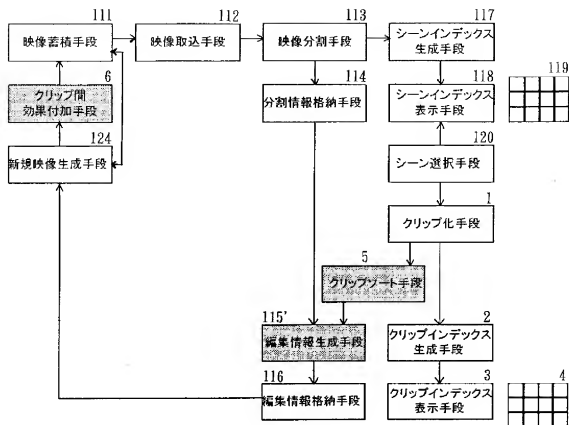 111
映像蓄積手段
112
映像取込手段
113
映像分割手段
117
シーンインデックス
生成手段
6
クリップ間
効果付加手段
114
分割情報格納手段
118
シーンインデックス
表示手段
119
124
新規映像生成手段
120
シーン選択手段
1
クリップ化手段
5
クリップソート手段
115'
編集情報生成手段
2
クリップインデックス
生成手段
116
編集情報格納手段
3
クリップインデックス
表示手段
4